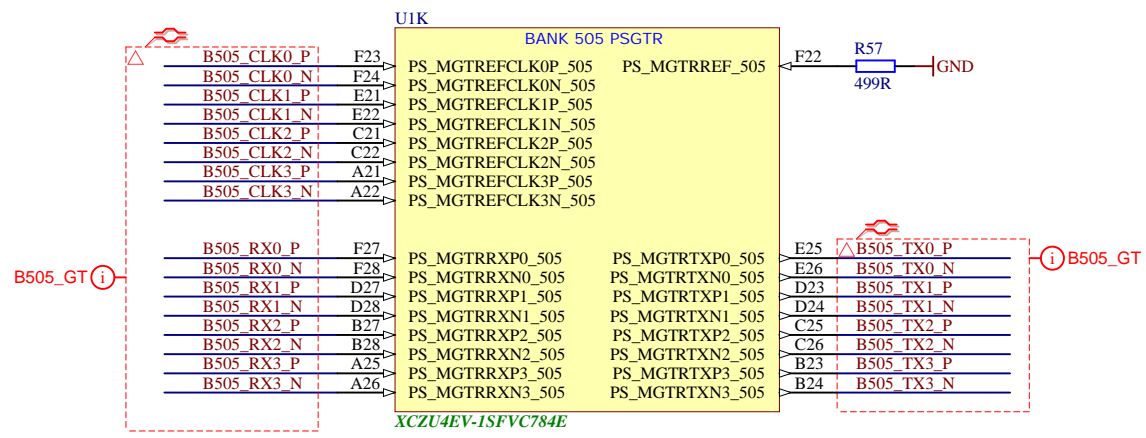 U1K
BANK 505 PSGTR
B505_CLK0_P F23 PS_MGTREFCLK0P_505 PS_MGTRREF_505 F22 R57 499R GND
B505_CLK0_N F24 PS_MGTREFCLK0N_505
B505_CLK1_P E21 PS_MGTREFCLK1P_505
B505_CLK1_N E22 PS_MGTREFCLK1N_505
B505_CLK2_P C21 PS_MGTREFCLK2P_505
B505_CLK2_N C22 PS_MGTREFCLK2N_505
B505_CLK3_P A21 PS_MGTREFCLK3P_505
B505_CLK3_N A22 PS_MGTREFCLK3N_505
B505_RX0_P F27 PS_MGTRRXP0_505 PS_MGTRTXP0_505 E25 B505_TX0_P
B505_GT i B505_RX0_N F28 PS_MGTRRXN0_505 PS_MGTRTXN0_505 E26 B505_TX0_N i B505_GT
B505_RX1_P D27 PS_MGTRRXP1_505 PS_MGTRTXP1_505 D23 B505_TX1_P
B505_RX1_N D28 PS_MGTRRXN1_505 PS_MGTRTXN1_505 D24 B505_TX1_N
B505_RX2_P B27 PS_MGTRRXP2_505 PS_MGTRTXP2_505 C25 B505_TX2_P
B505_RX2_N B28 PS_MGTRRXN2_505 PS_MGTRTXN2_505 C26 B505_TX2_N
B505_RX3_P A25 PS_MGTRRXP3_505 PS_MGTRTXP3_505 B23 B505_TX3_P
B505_RX3_N A26 PS_MGTRRXN3_505 PS_MGTRTXN3_505 B24 B505_TX3_N
XCZU4EV-1SFVC784E